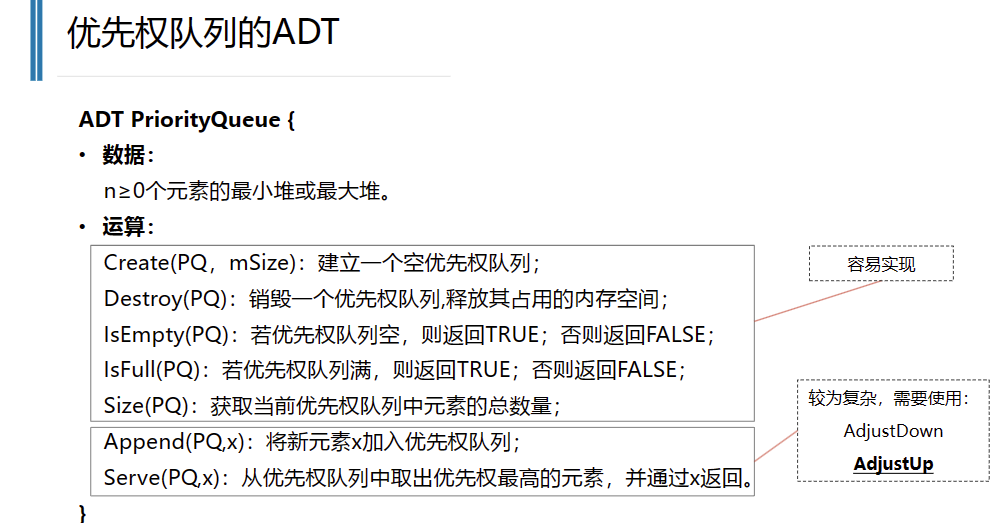 优先权队列的ADT
ADT PriorityQueue {
• 数据：
n≥0个元素的最小堆或最大堆。
• 运算：
Create(PQ，mSize)：建立一个空优先权队列；
Destroy(PQ)：销毁一个优先权队列,释放其占用的内存空间；
IsEmpty(PQ)：若优先权队列空，则返回TRUE；否则返回FALSE；
IsFull(PQ)：若优先权队列满，则返回TRUE；否则返回FALSE；
Size(PQ)：获取当前优先权队列中元素的总数量；
Append(PQ,x)：将新元素x加入优先权队列；
Serve(PQ,x)：从优先权队列中取出优先权最高的元素，并通过x返回。
}
容易实现
较为复杂，需要使用：
AdjustDown
AdjustUp